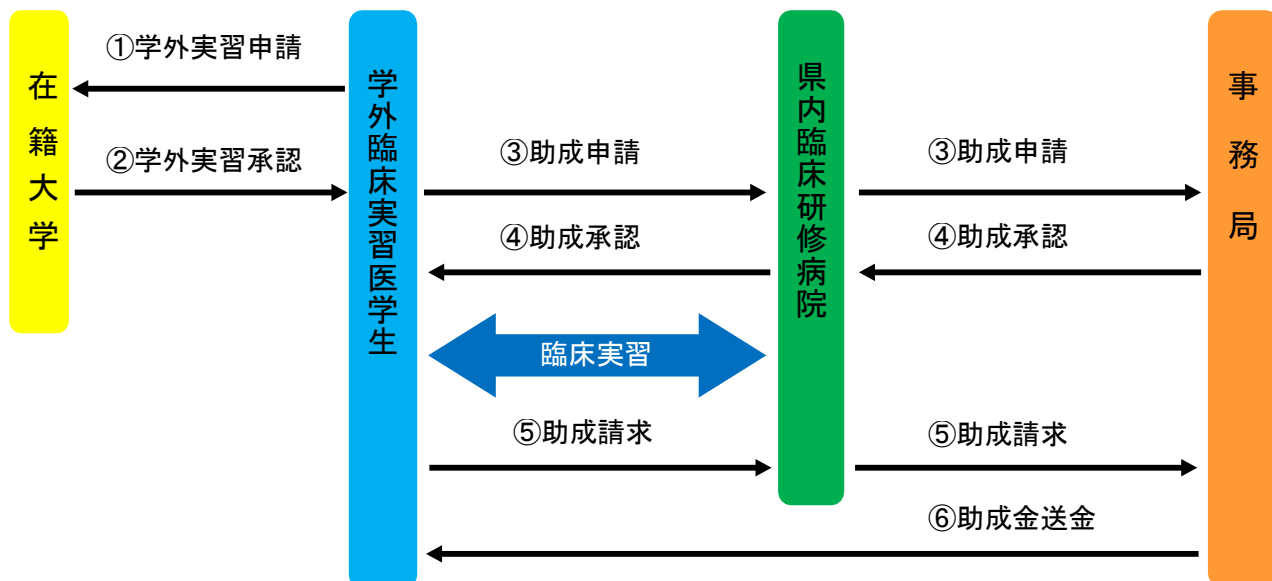 在籍大学
学外臨床実習医学生
県内臨床研修病院
事務局
①学外実習申請
②学外実習承認
③助成申請
③助成申請
④助成承認
④助成承認
臨床実習
⑤助成請求
⑤助成請求
⑥助成金送金